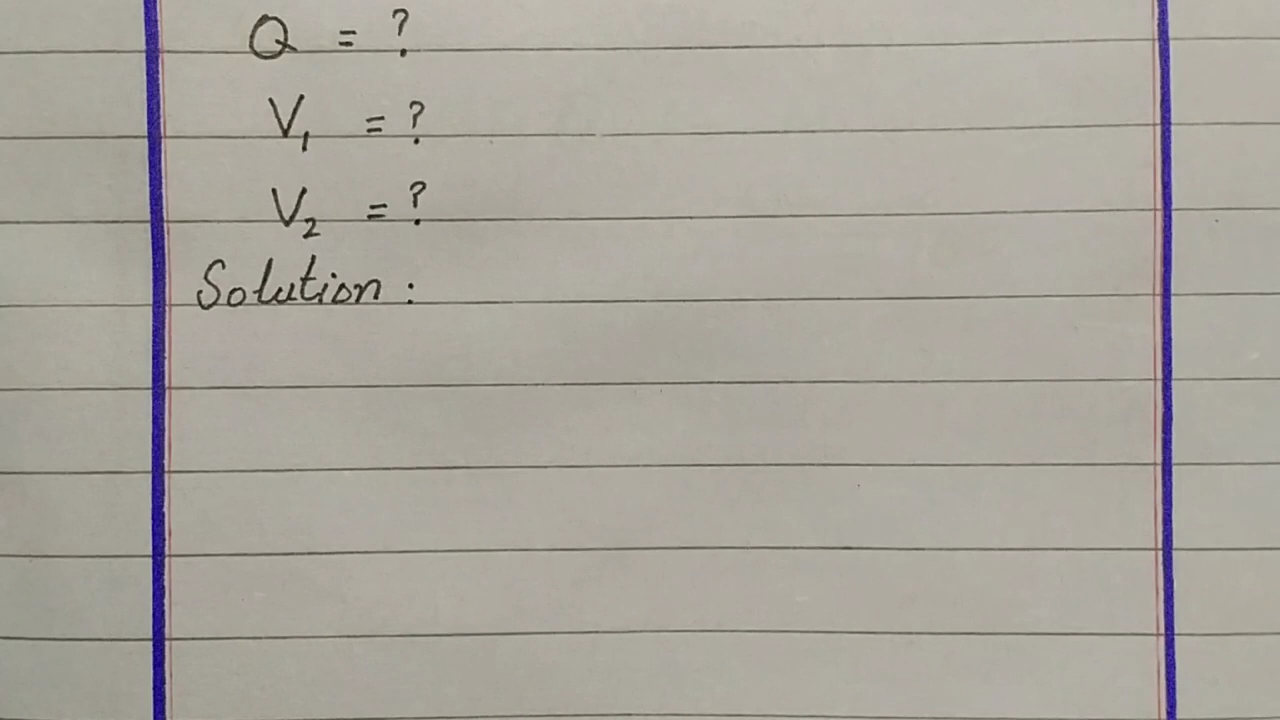 Q = ?
V₁ = ?
V₂ = ?
Solution :